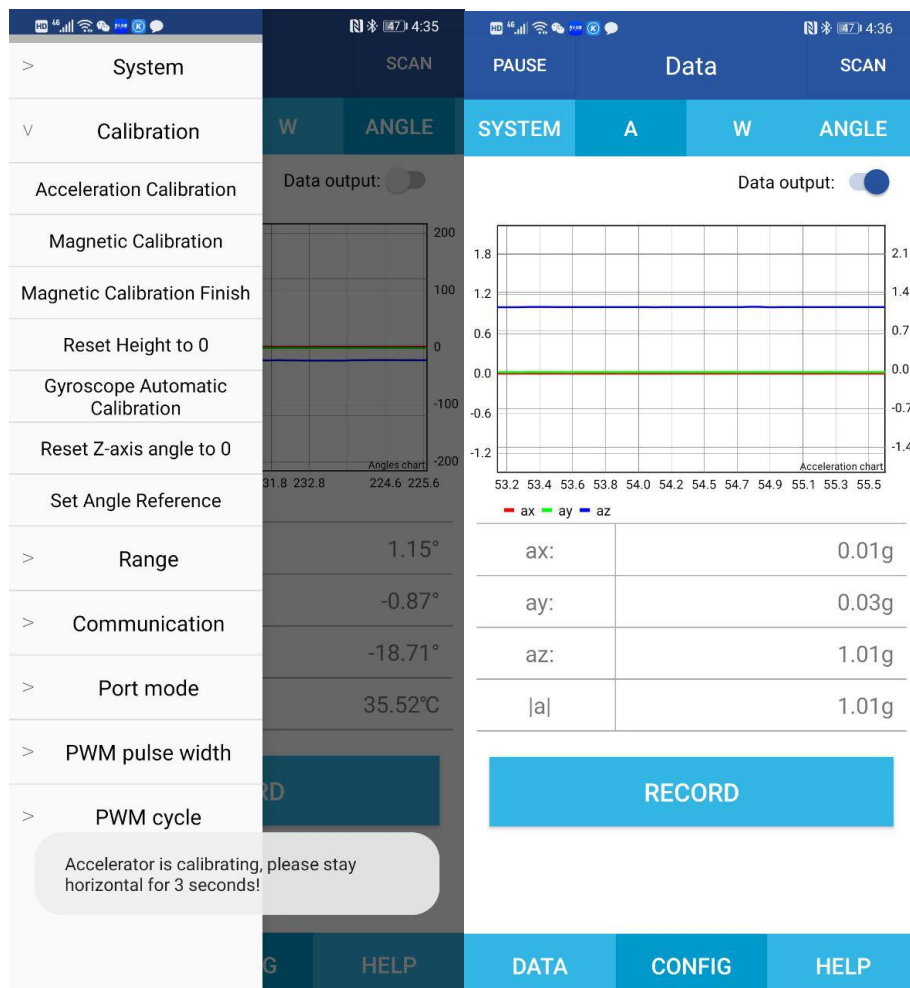 HD 46 K 47 4:35
> System
SCAN
V Calibration
W ANGLE
Acceleration Calibration
Data output:
Magnetic Calibration
200
Magnetic Calibration Finish
100
Reset Height to 0
0
Gyroscope Automatic
Calibration
-100
Reset Z-axis angle to 0
Angles chart
-200
31.8 232.8 224.6 225.6
Set Angle Reference
> Range
1.15°
> Communication
-0.87°
-18.71°
> Port mode
35.52℃
> PWM pulse width
RD
> PWM cycle
Accelerator is calibrating, please stay
horizontal for 3 seconds!
G HELP
HD 46 K 47 4:36
PAUSE Data SCAN
SYSTEM A W ANGLE
Data output:
1.8 2.1
1.2 1.4
0.6 0.7
0.0 0.0
-0.6 -0.7
-1.2 -1.4
Acceleration chart
53.2 53.4 53.6 53.8 54.0 54.2 54.5 54.7 54.9 55.1 55.3 55.5
ax ay az
ax: 0.01g
ay: 0.03g
az: 1.01g
|a| 1.01g
RECORD
DATA CONFIG HELP